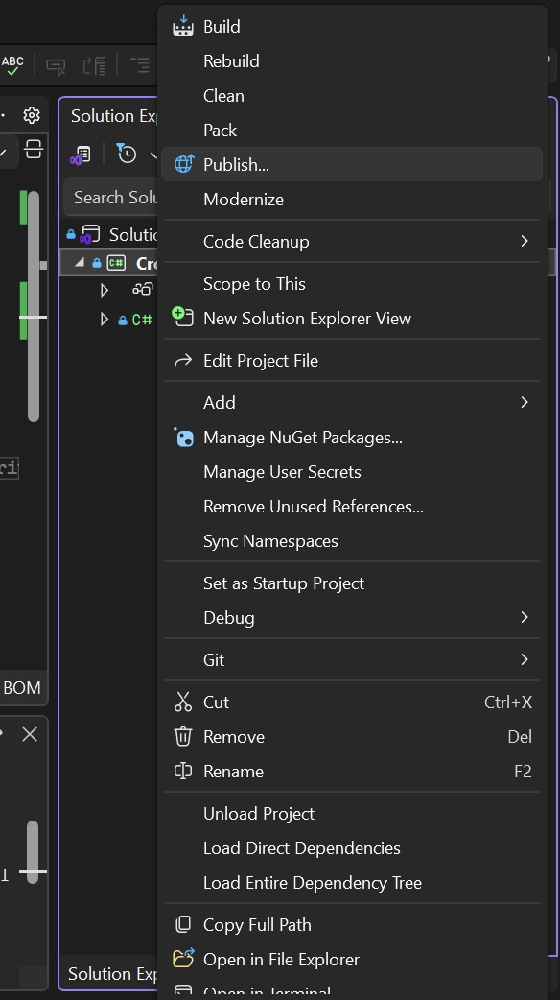 Build
Rebuild
Clean
Pack
ABC
Solution Ex
Publish...
Search Solu
Modernize
Solutio
Code Cleanup
C# Cr
Scope to This
C#
New Solution Explorer View
Edit Project File
Add
Manage NuGet Packages...
ri
Manage User Secrets
Remove Unused References...
Sync Namespaces
Set as Startup Project
Debug
Git
BOM
Cut Ctrl+X
Remove Del
Rename F2
Unload Project
Load Direct Dependencies
Load Entire Dependency Tree
Copy Full Path
Open in File Explorer
Solution Exp
Open in Terminal